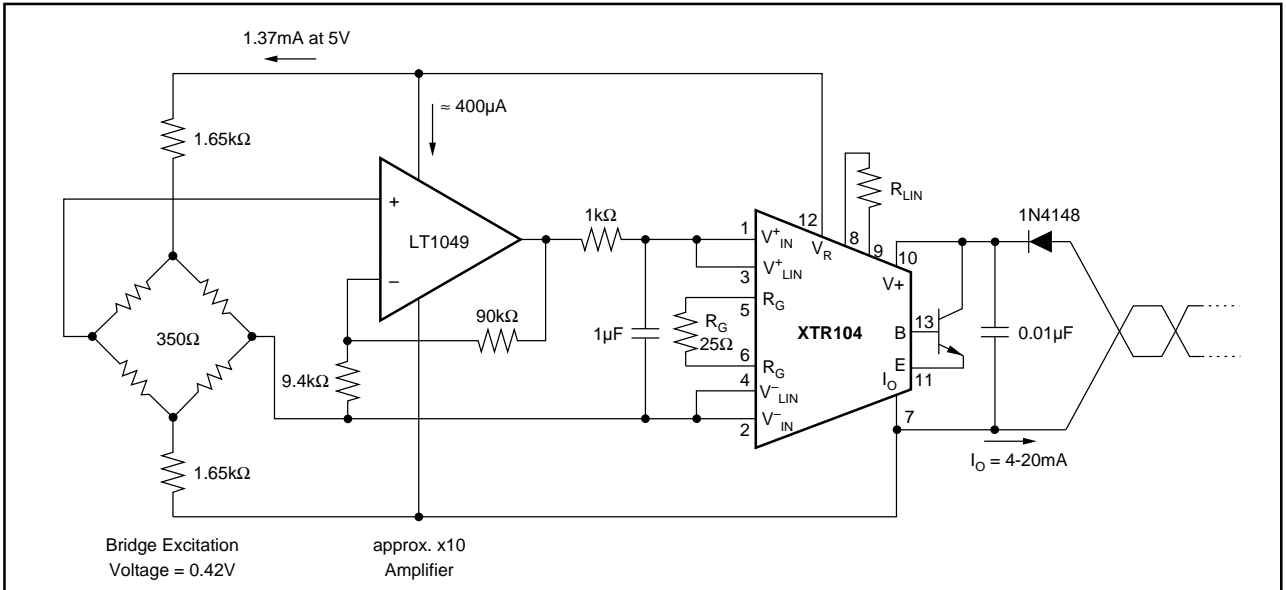 1.37mA at 5V
≈ 400µA
1.65kΩ
+
LT1049
−
1kΩ
90kΩ
9.4kΩ
350Ω
1.65kΩ
1µF
R_G
25Ω
1
V⁺_IN
3
V⁺_LIN
5
R_G
6
R_G
4
V⁻_LIN
2
V⁻_IN
12
V_R
8
9
R_LIN
10
V+
XTR104
B
13
E
11
I_O
7
1N4148
0.01µF
I_O = 4-20mA
Bridge Excitation
Voltage = 0.42V
approx. x10
Amplifier